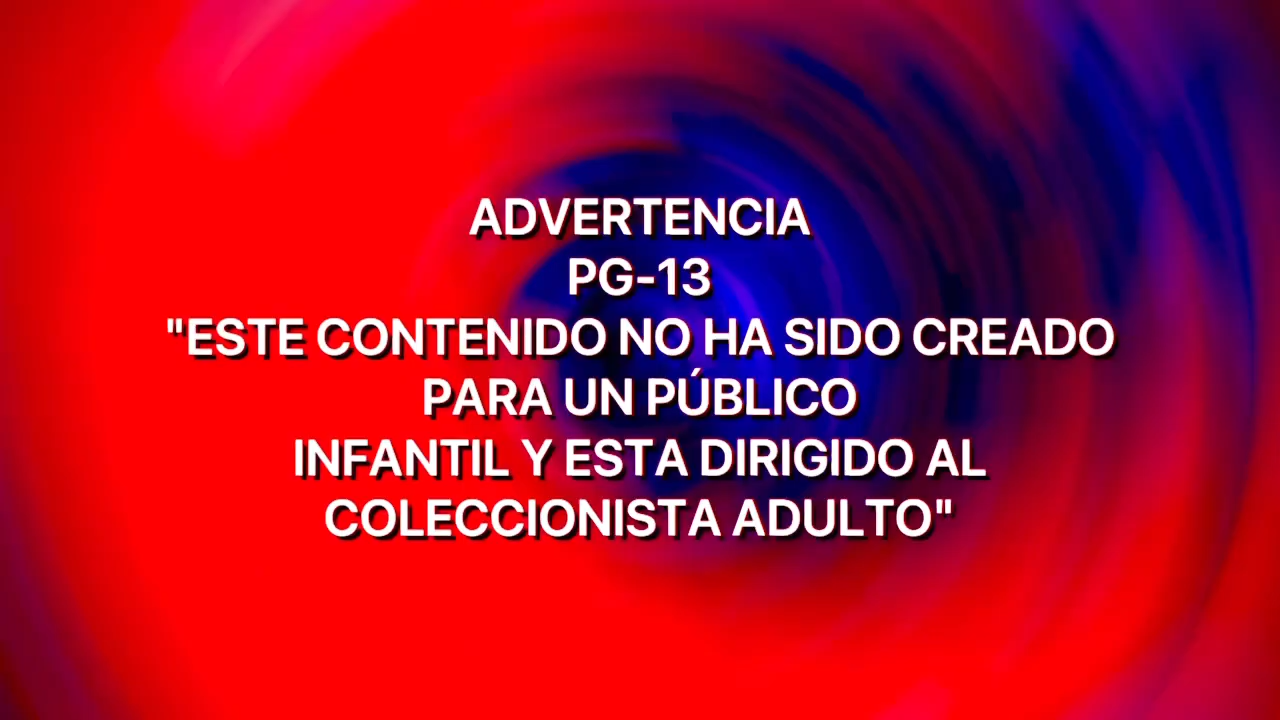 ADVERTENCIA
PG-13
"ESTE CONTENIDO NO HA SIDO CREADO
PARA UN PÚBLICO
INFANTIL Y ESTA DIRIGIDO AL
COLECCIONISTA ADULTO"